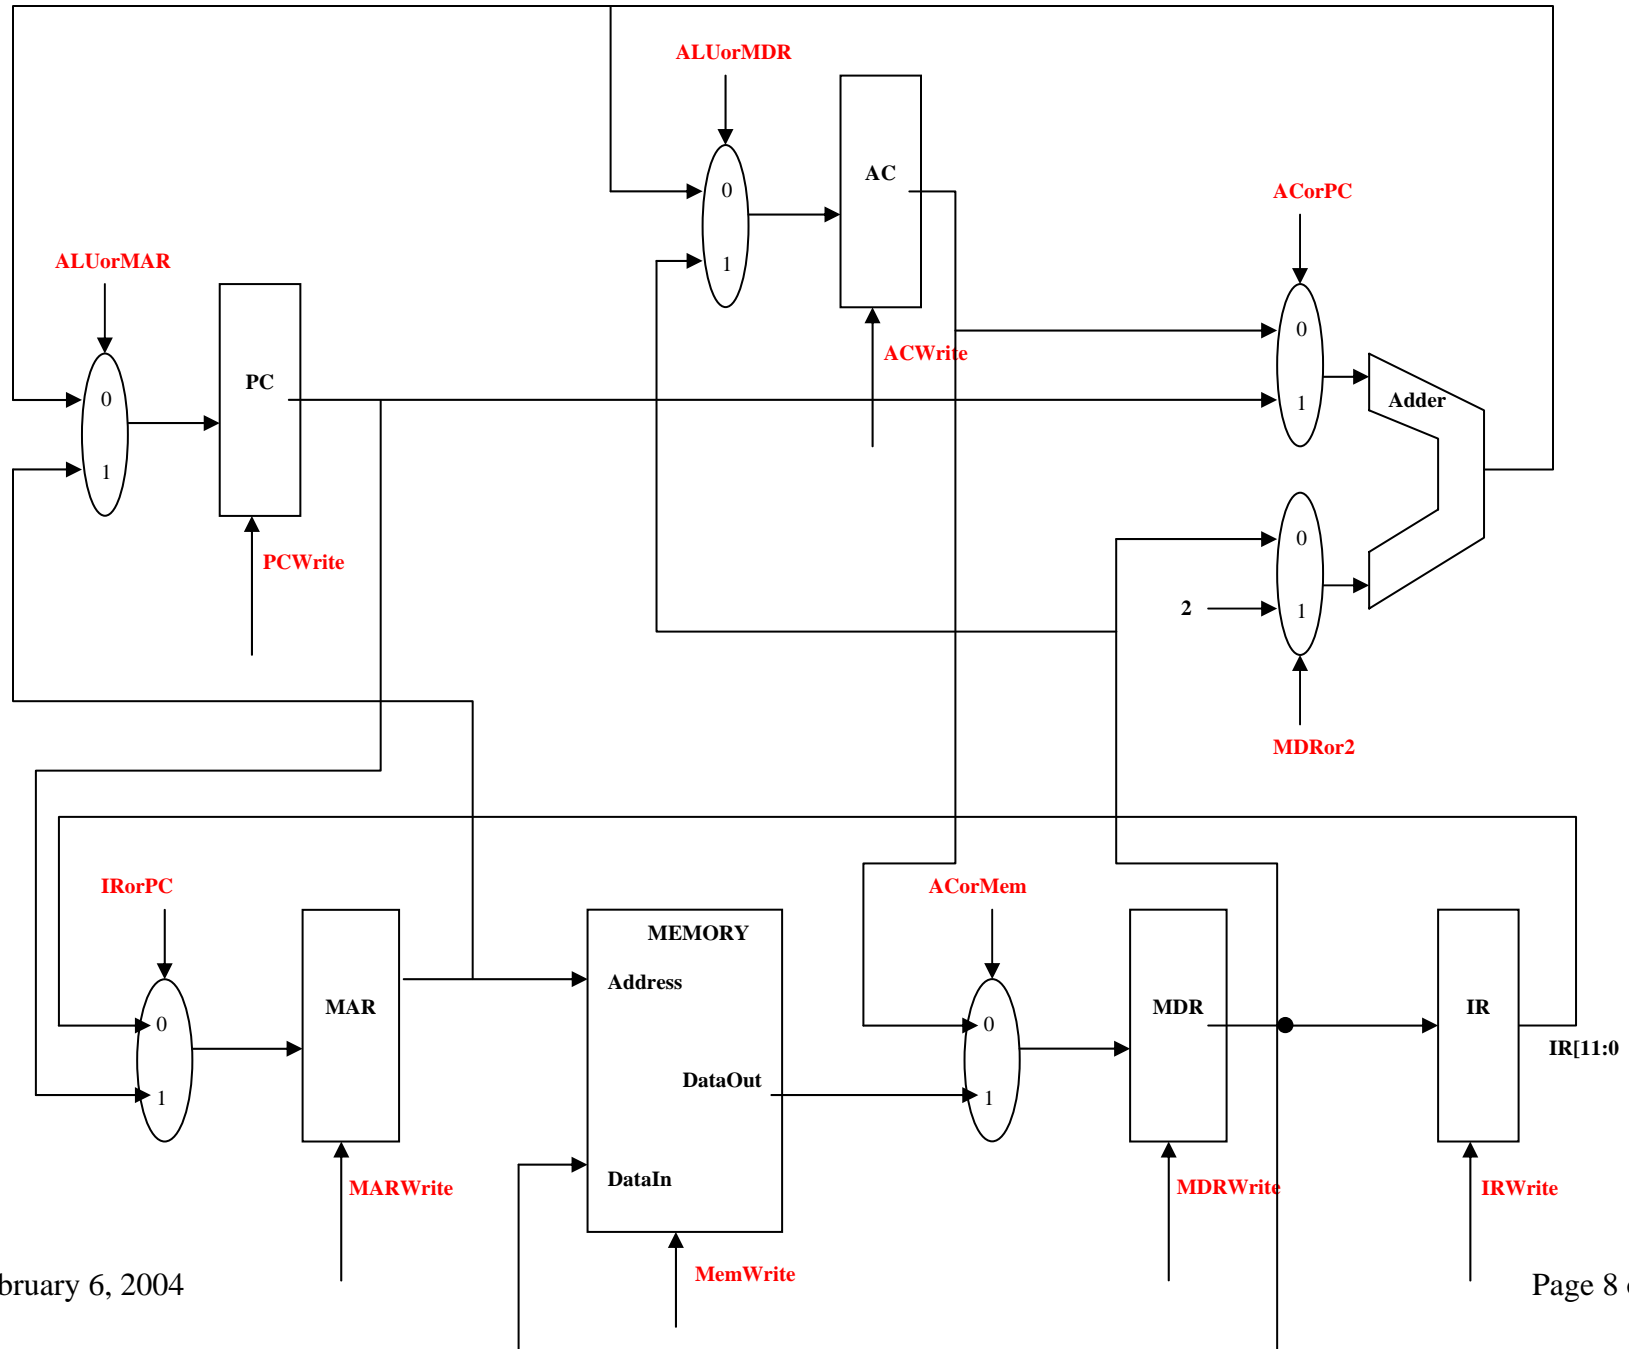 ALUorMDR
AC
0
1
ACorPC
ALUorMAR
ACWrite
0
1
Adder
PC
0
1
PCWrite
0
2
1
MDRor2
IRorPC
ACorMem
MEMORY
Address
MAR
0
1
DataOut
DataIn
0
1
MDR
IR
IR[11:0
MARWrite
MDRWrite
IRWrite
MemWrite
bruary 6, 2004
Page 8